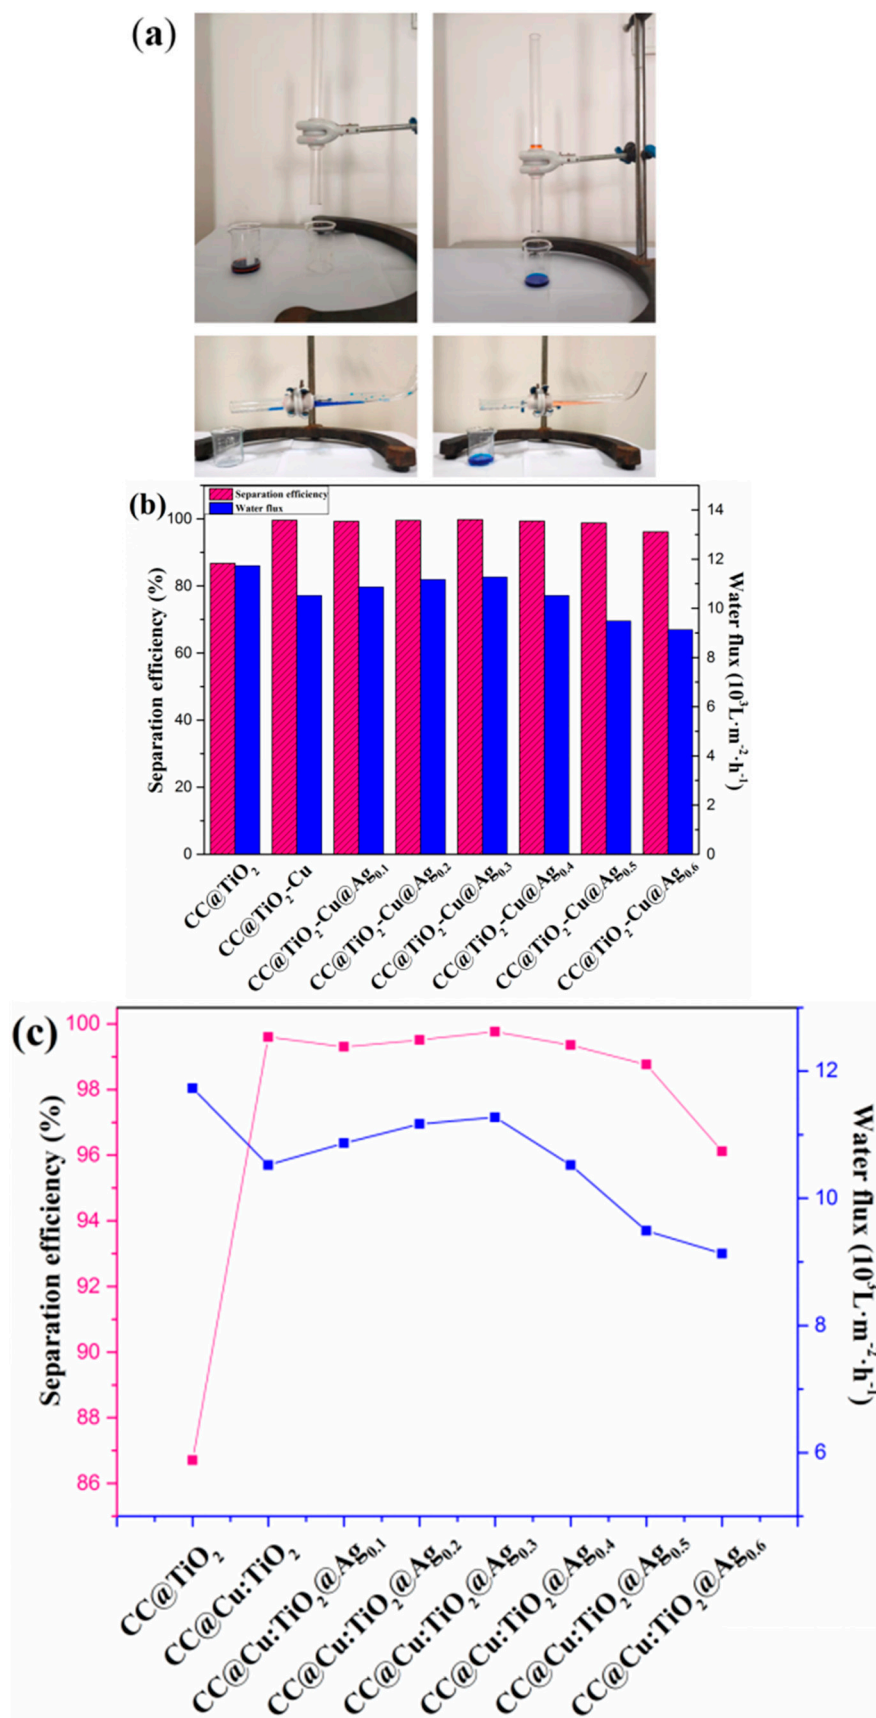 (a)
(b)
Separation efficiency
Water flux
100
80
60
40
20
0
Separation efficiency (%)
14
12
10
8
6
4
2
0
Water flux (10³L·m⁻²·h⁻¹)
CC@TiO₂
CC@TiO₂-Cu
CC@TiO₂-Cu@Ag₀.₁
CC@TiO₂-Cu@Ag₀.₂
CC@TiO₂-Cu@Ag₀.₃
CC@TiO₂-Cu@Ag₀.₄
CC@TiO₂-Cu@Ag₀.₅
CC@TiO₂-Cu@Ag₀.₆
(c)
100
98
96
94
92
90
88
86
Separation efficiency (%)
12
10
8
6
Water flux (10³L·m⁻²·h⁻¹)
CC@TiO₂
CC@Cu:TiO₂
CC@Cu:TiO₂@Ag₀.₁
CC@Cu:TiO₂@Ag₀.₂
CC@Cu:TiO₂@Ag₀.₃
CC@Cu:TiO₂@Ag₀.₄
CC@Cu:TiO₂@Ag₀.₅
CC@Cu:TiO₂@Ag₀.₆